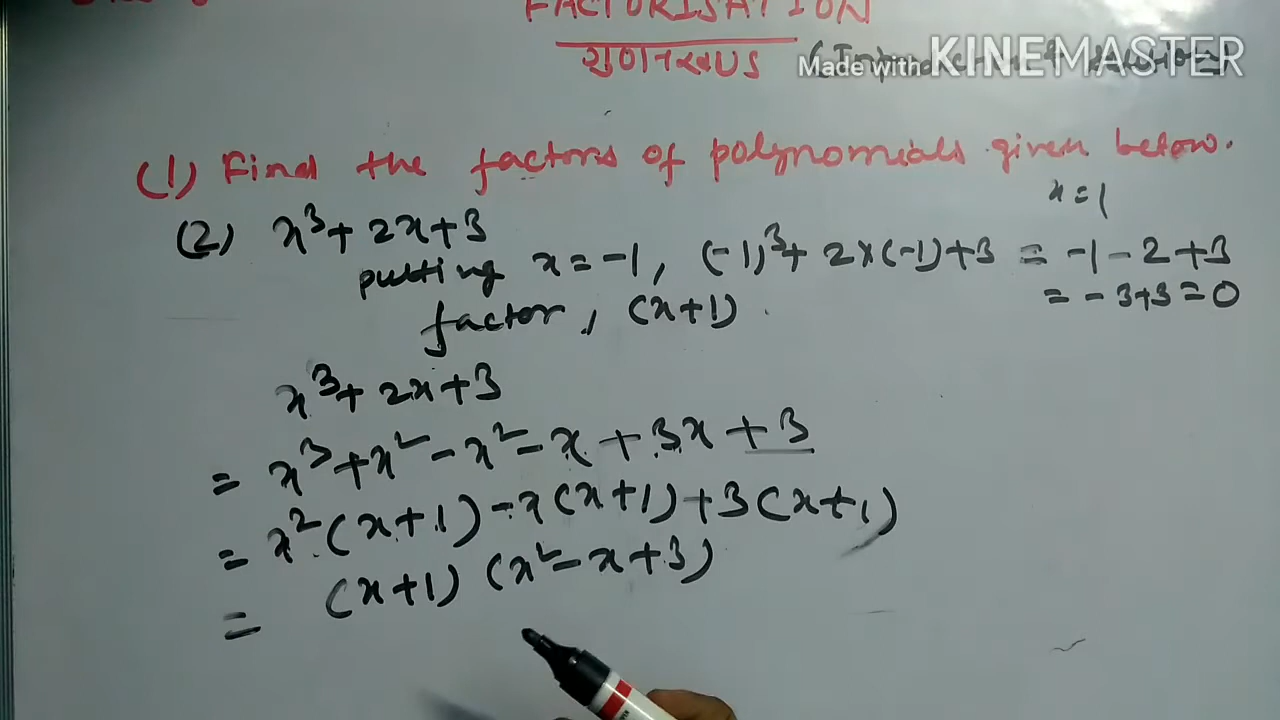 FACTORISATION
Made with KINEMASTER
(1) Find the factors of polynomials given below.
x = 1
(2) x³ + 2x + 3
putting x = -1, (-1)³ + 2×(-1) + 3 = -1 - 2 + 3
= -3+3 = 0
factor, (x+1).
x³ + 2x + 3
= x³ + x² - x² - x + 3x + 3
= x² (x+1) - x (x+1) + 3 (x+1)
= (x+1) (x² - x + 3)